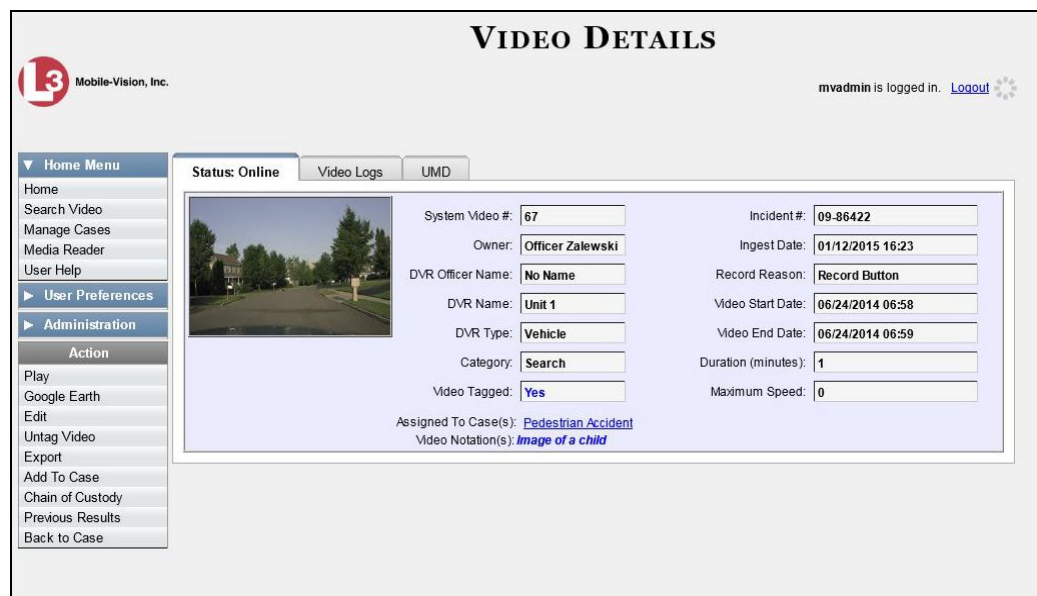 VIDEO DETAILS
L3 Mobile-Vision, Inc.
mvadmin is logged in. Logout
▼ Home Menu
Home
Search Video
Manage Cases
Media Reader
User Help
▶ User Preferences
▶ Administration
Action
Play
Google Earth
Edit
Untag Video
Export
Add To Case
Chain of Custody
Previous Results
Back to Case
Status: Online
Video Logs
UMD
System Video #: 67
Owner: Officer Zalewski
DVR Officer Name: No Name
DVR Name: Unit 1
DVR Type: Vehicle
Category: Search
Video Tagged: Yes
Incident #: 09-86422
Ingest Date: 01/12/2015 16:23
Record Reason: Record Button
Video Start Date: 06/24/2014 06:58
Video End Date: 06/24/2014 06:59
Duration (minutes): 1
Maximum Speed: 0
Assigned To Case(s): Pedestrian Accident
Video Notation(s): Image of a child